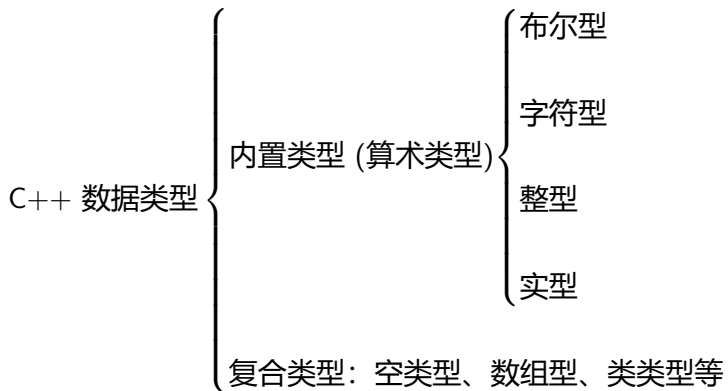 布尔型
字符型
内置类型 (算术类型)
C++ 数据类型
整型
实型
复合类型：空类型、数组型、类类型等